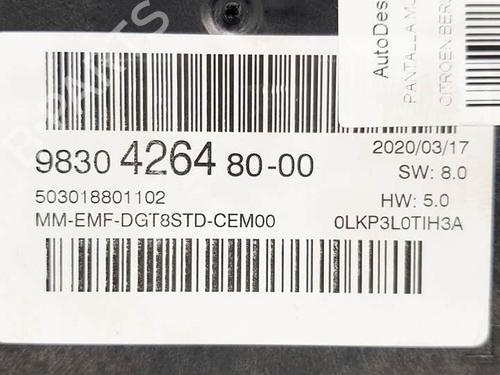 9830 4264 80-00
2020/03/17
SW: 8.0
503018801102
HW: 5.0
MM-EMF-DGT8STD-CEM00
0LKP3L0TIH3A
AutoDes
PANTALLA MU
CITROEN BER